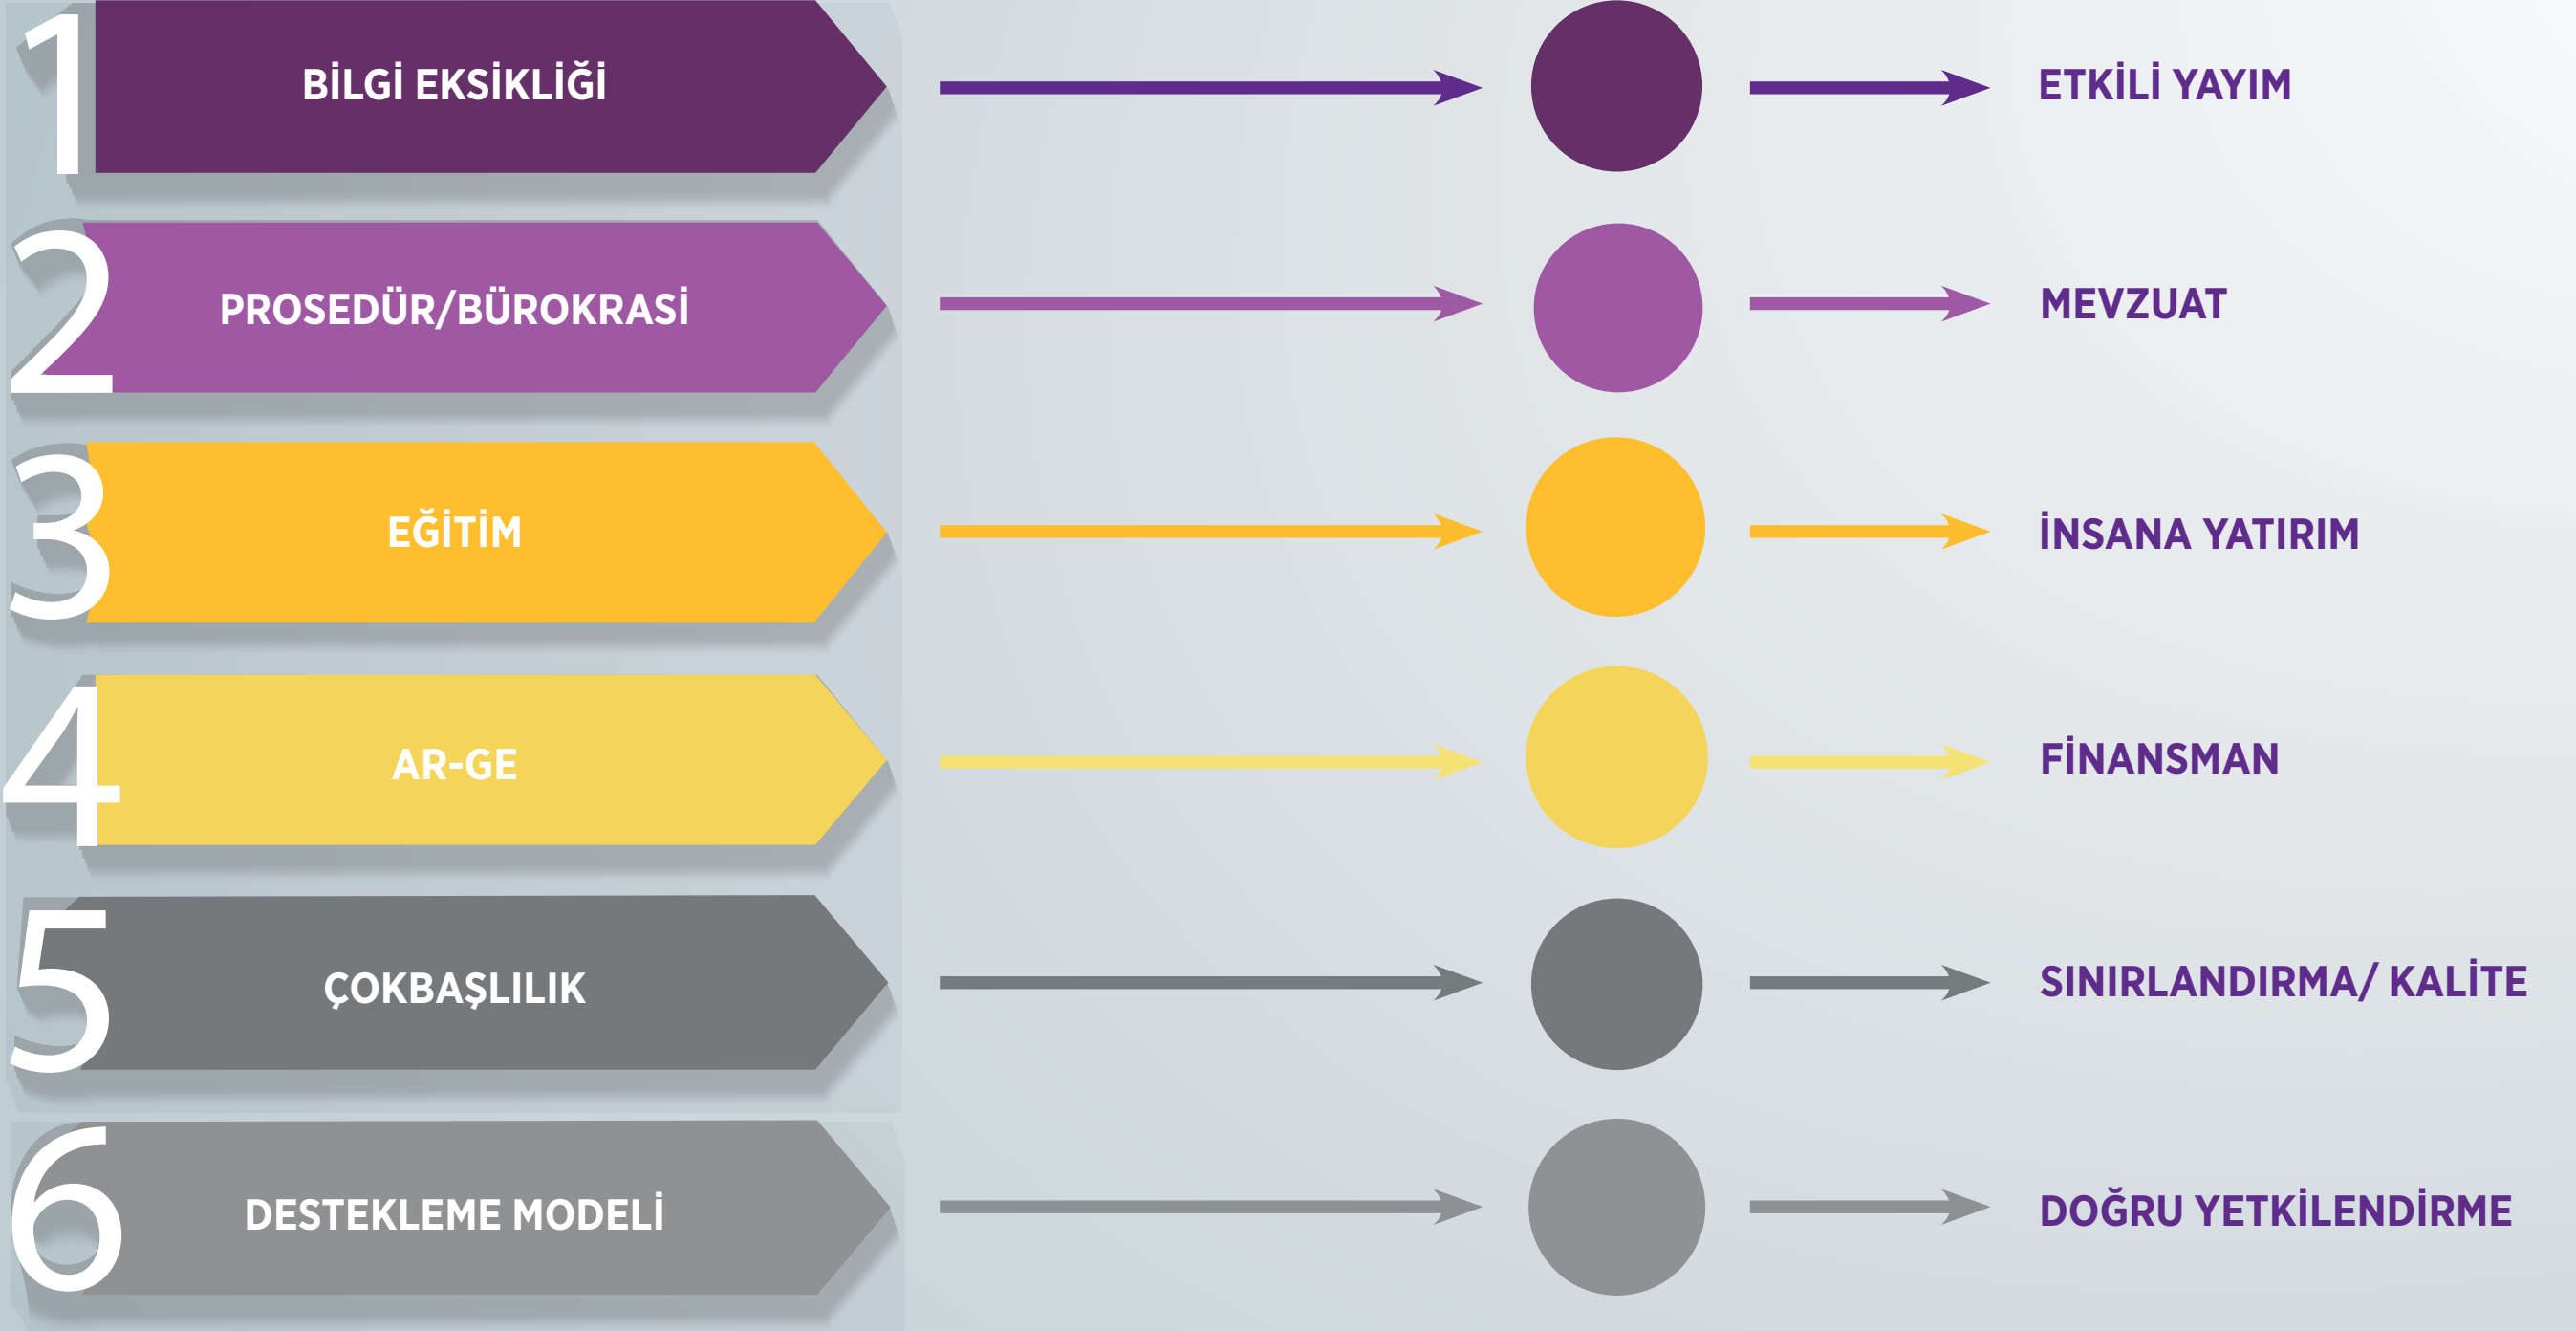 1 BİLGİ EKSİKLİĞİ ETKİLİ YAYIM
2 PROSEDÜR/BÜROKRASİ MEVZUAT
3 EĞİTİM İNSANA YATIRIM
4 AR-GE FİNANSMAN
5 ÇOKBAŞLILIK SINIRLANDIRMA/ KALİTE
6 DESTEKLEME MODELİ DOĞRU YETKİLENDİRME